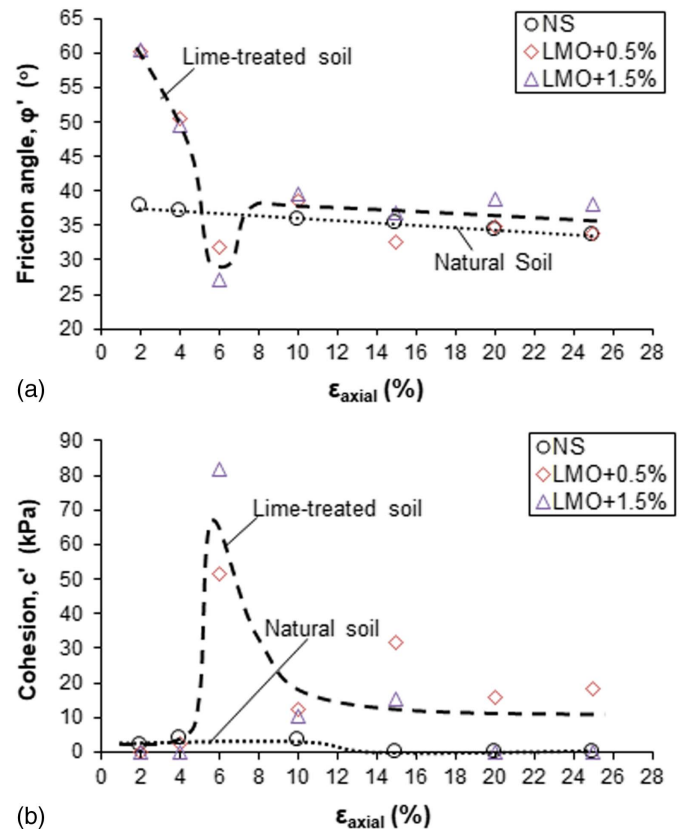 65
60
55
50
45
40
35
30
25
20
Friction angle, φ' (º)
NS
LMO+0.5%
LMO+1.5%
Lime-treated soil
Natural Soil
0 2 4 6 8 10 12 14 16 18 20 22 24 26 28
(a)
εaxial (%)
90
80
70
60
50
40
30
20
10
0
Cohesion, c' (kPa)
NS
LMO+0.5%
LMO+1.5%
Lime-treated soil
Natural soil
0 2 4 6 8 10 12 14 16 18 20 22 24 26 28
(b)
εaxial (%)